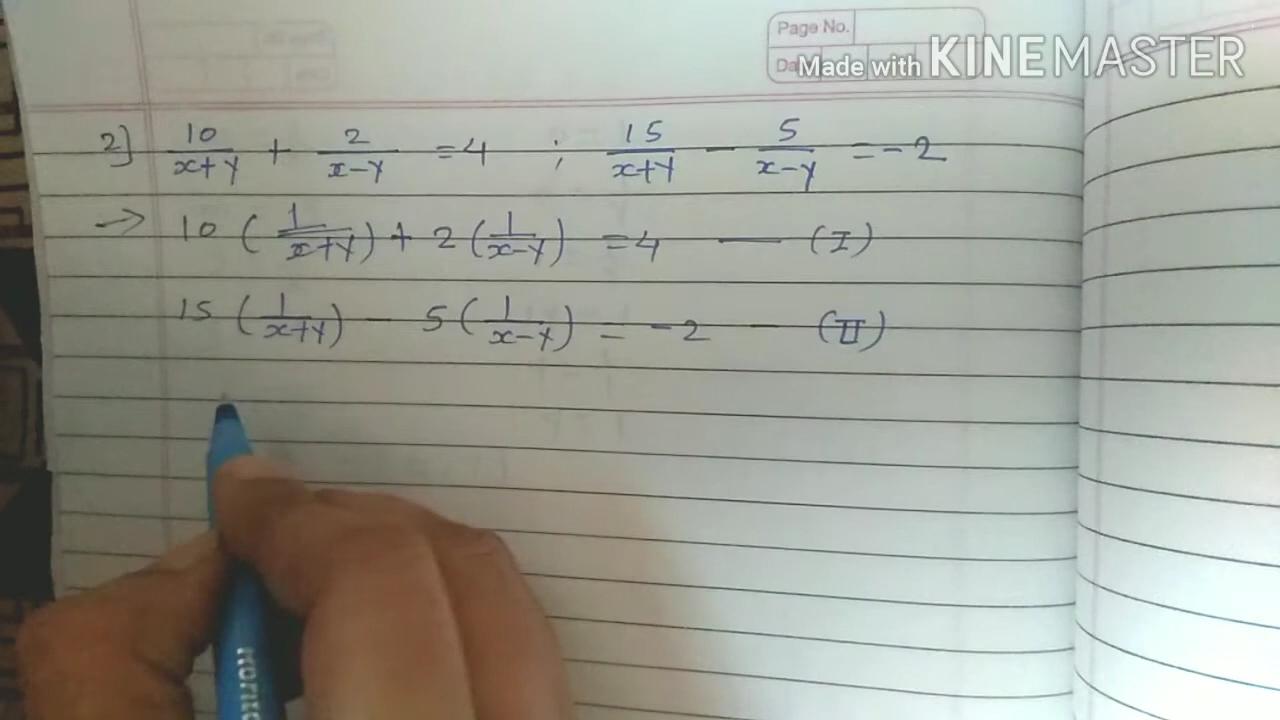 Page No.
Da
Made with KINEMASTER
2] 10/(x+y) + 2/(x-y) = 4 ; 15/(x+y) - 5/(x-y) = -2
→ 10 (1/(x+y)) + 2 (1/(x-y)) = 4 — (I)
15 (1/(x+y)) - 5 (1/(x-y)) = -2 — (II)